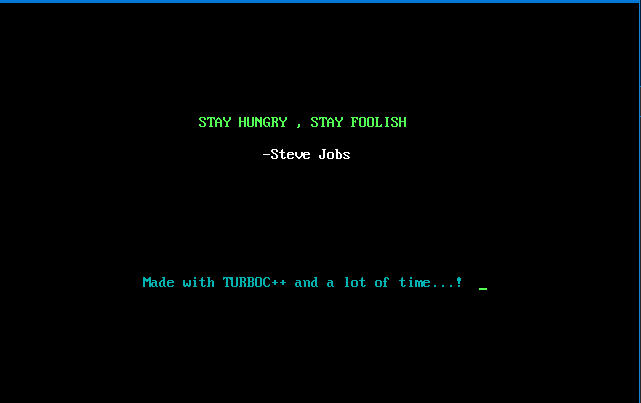 STAY HUNGRY , STAY FOOLISH
-Steve Jobs
Made with TURBOC++ and a lot of time...! _